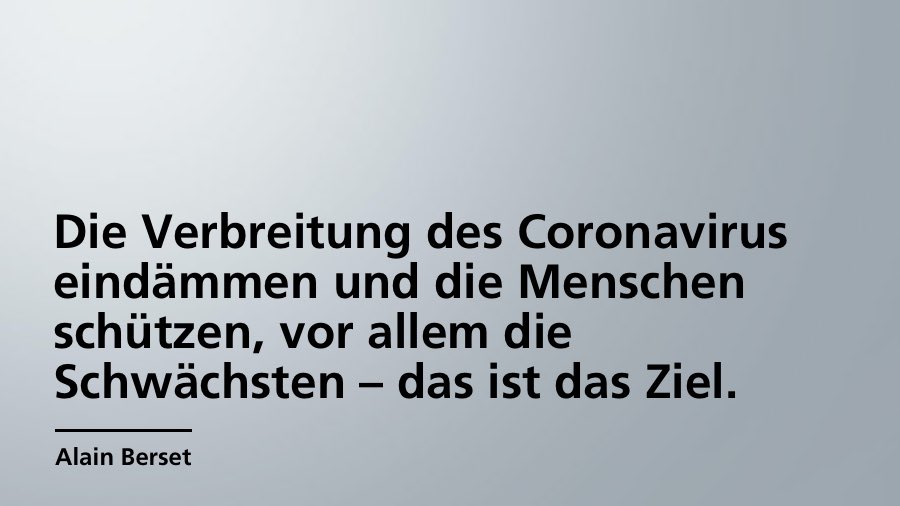 Die Verbreitung des Coronavirus
eindämmen und die Menschen
schützen, vor allem die
Schwächsten – das ist das Ziel.
Alain Berset